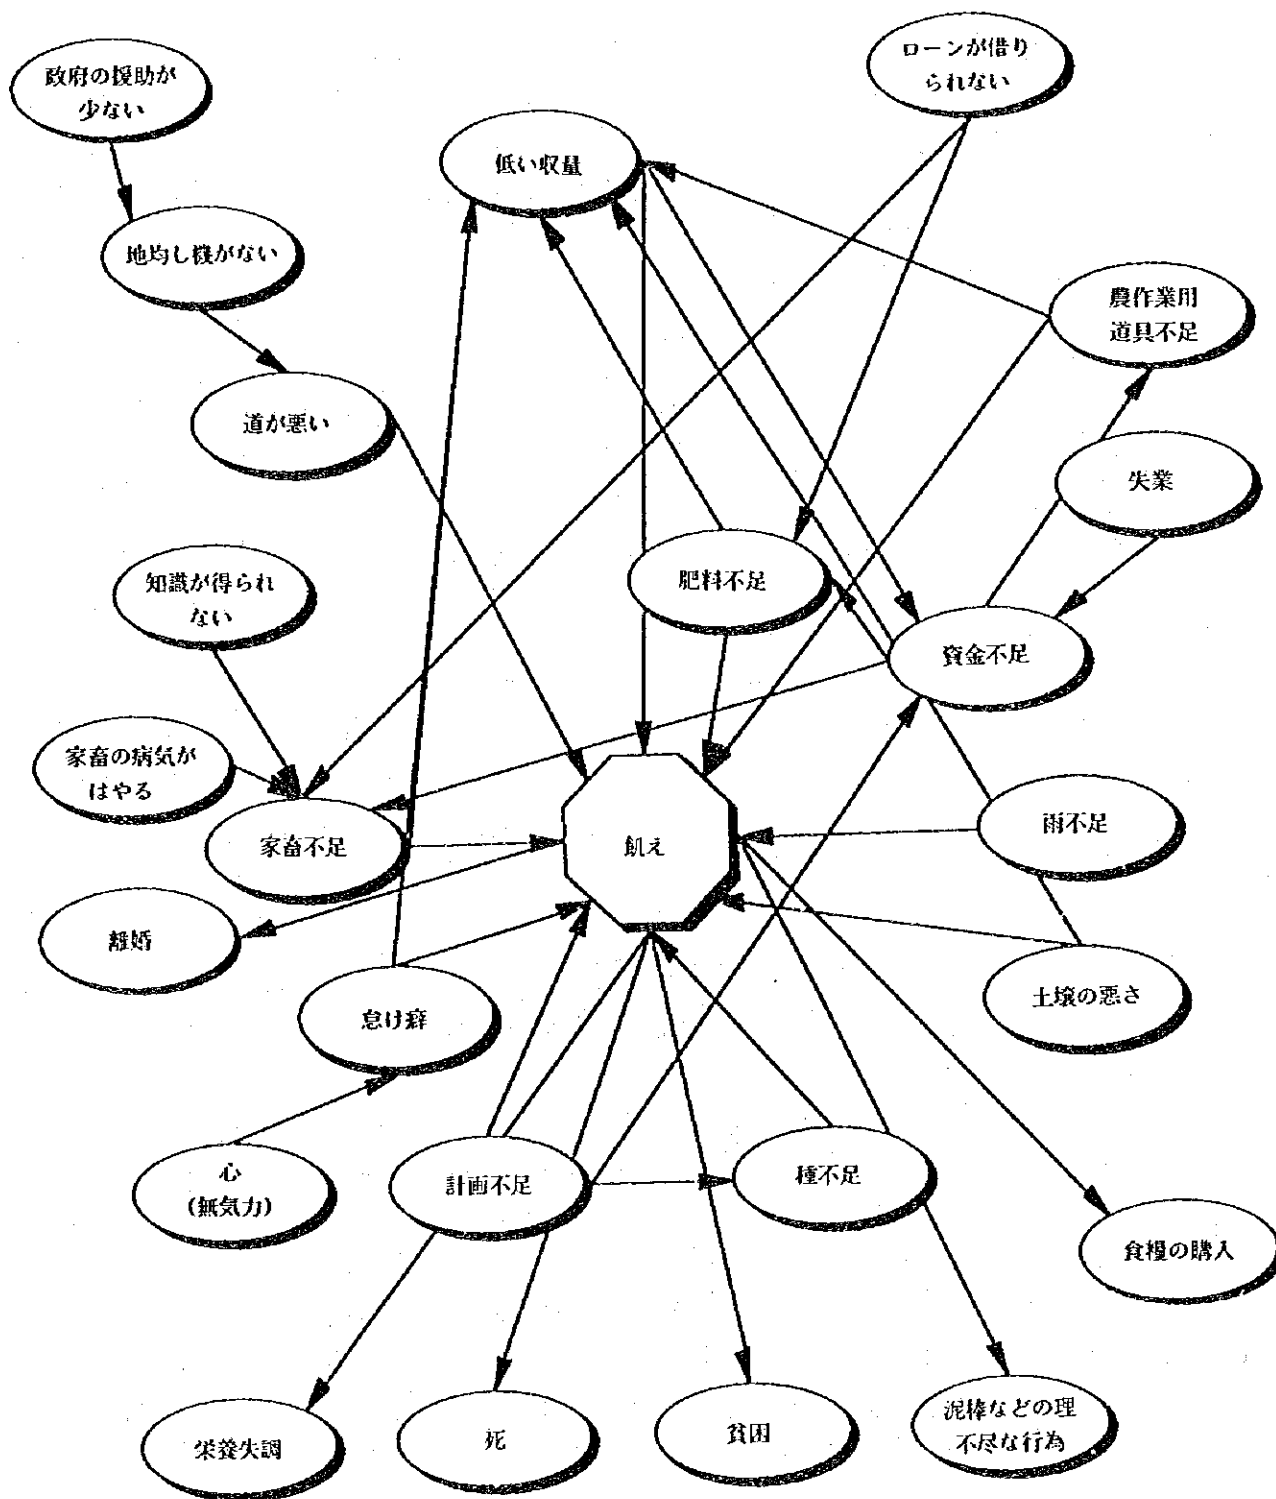 政府の援助が
少ない
ローンが借り
られない
低い収量
地均し機がない
農作業用
道具不足
道が悪い
失業
知識が得られ
ない
肥料不足
資金不足
家畜の病気が
はやる
家畜不足
飢え
雨不足
離婚
土壌の悪さ
怠け癖
心
(無気力)
計画不足
種不足
食糧の購入
栄養失調
死
貧困
泥棒などの理
不尽な行為